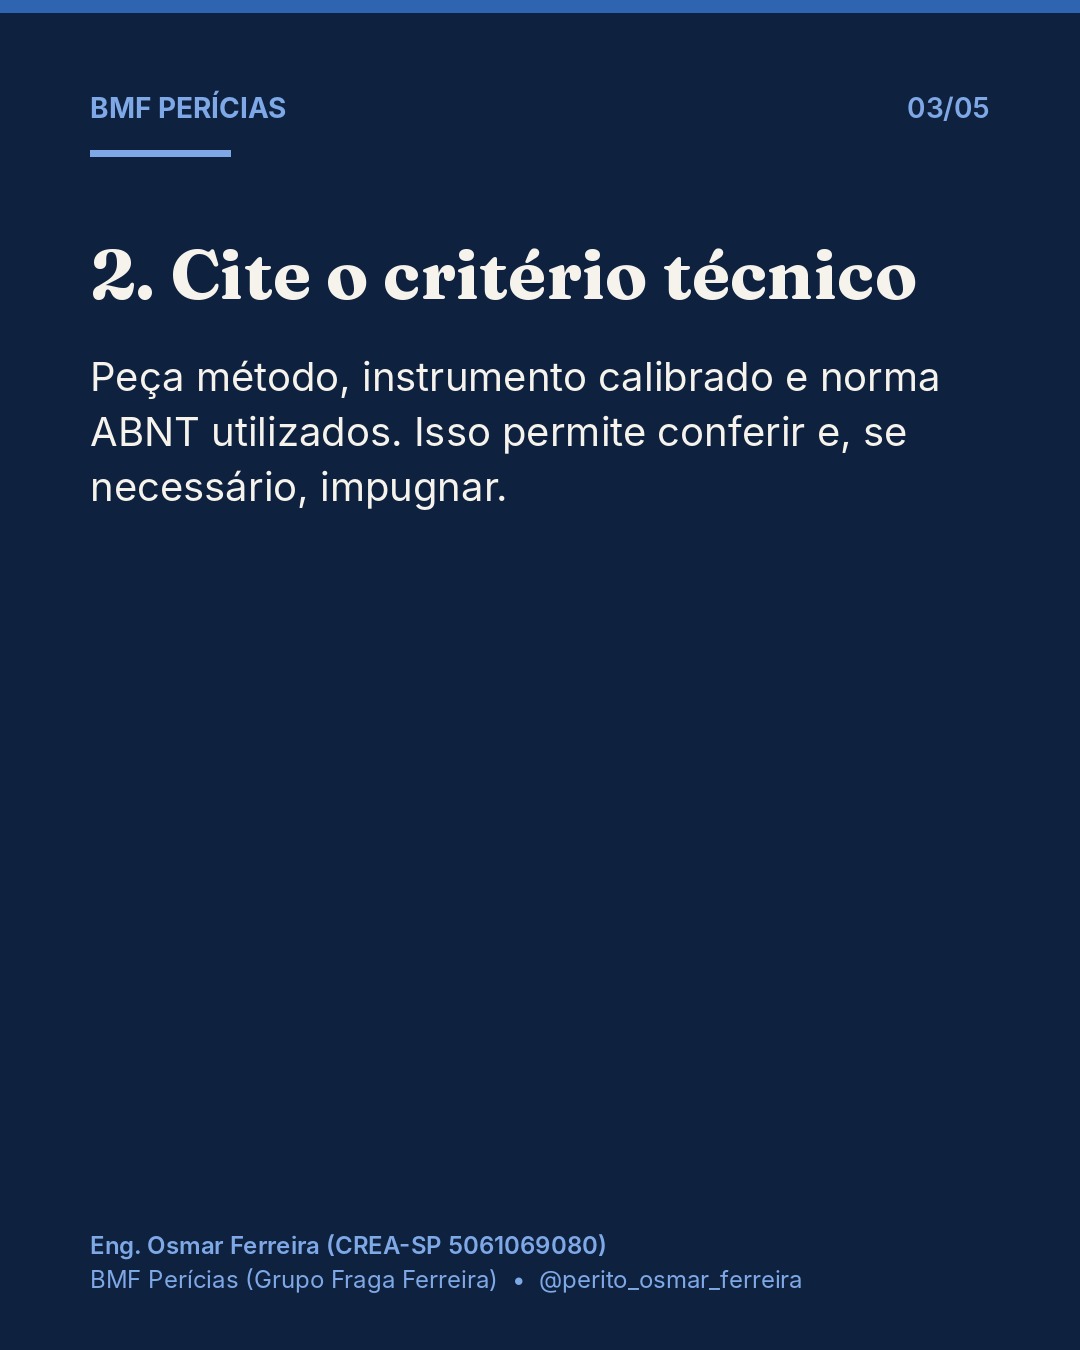 BMF PERÍCIAS
03/05
2. Cite o critério técnico
Peça método, instrumento calibrado e norma
ABNT utilizados. Isso permite conferir e, se
necessário, impugnar.
Eng. Osmar Ferreira (CREA-SP 5061069080)
BMF Perícias (Grupo Fraga Ferreira) • @perito_osmar_ferreira